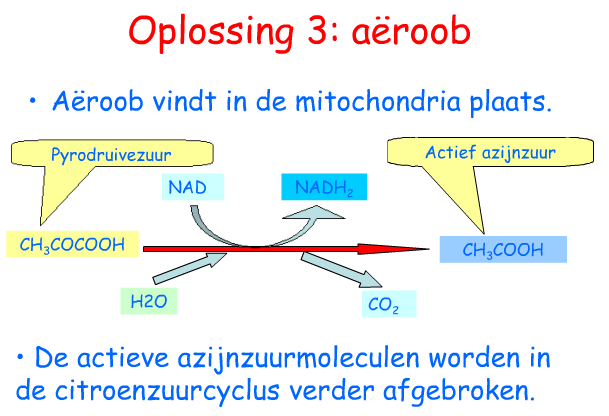 Oplossing 3: aëroob
• Aëroob vindt in de mitochondria plaats.
Pyrodruivezuur
Actief azijnzuur
NAD
NADH₂
CH₃COCOOH
CH₃COOH
H2O
CO₂
• De actieve azijnzuurmoleculen worden in
de citroenzuurcyclus verder afgebroken.